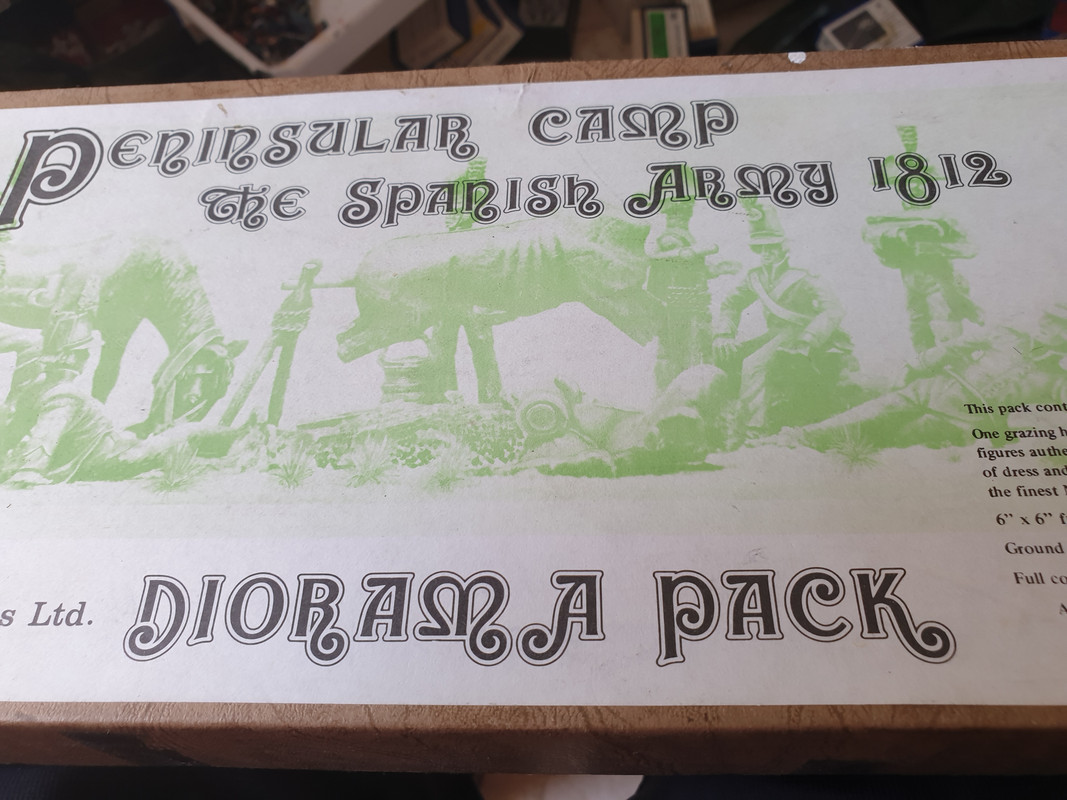 Peninsular Camp
The Spanish Army 1812
This pack cont
One grazing h
figures authe
of dress and
the finest
6" x 6" f
Ground
Full co
A
s Ltd.
DIORAMA PACK